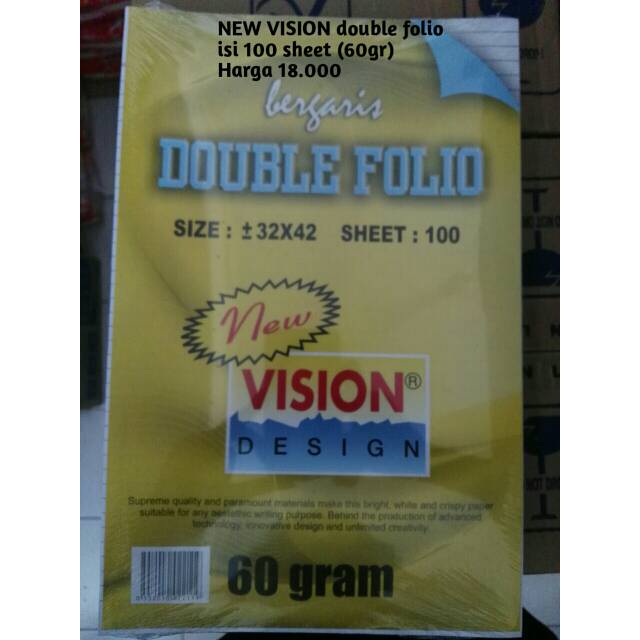 NEW VISION double folio
isi 100 sheet (60gr)
Harga 18.000
bergaris
DOUBLE FOLIO
SIZE : ± 32X42 SHEET : 100
New
VISION®
DESIGN
Supreme quality and paramount materials make this bright, white and crispy paper
suitable for any aesthethic writing purpose. Behind the production of advanced
technology, innovative design and unlimited creativity.
60 gram